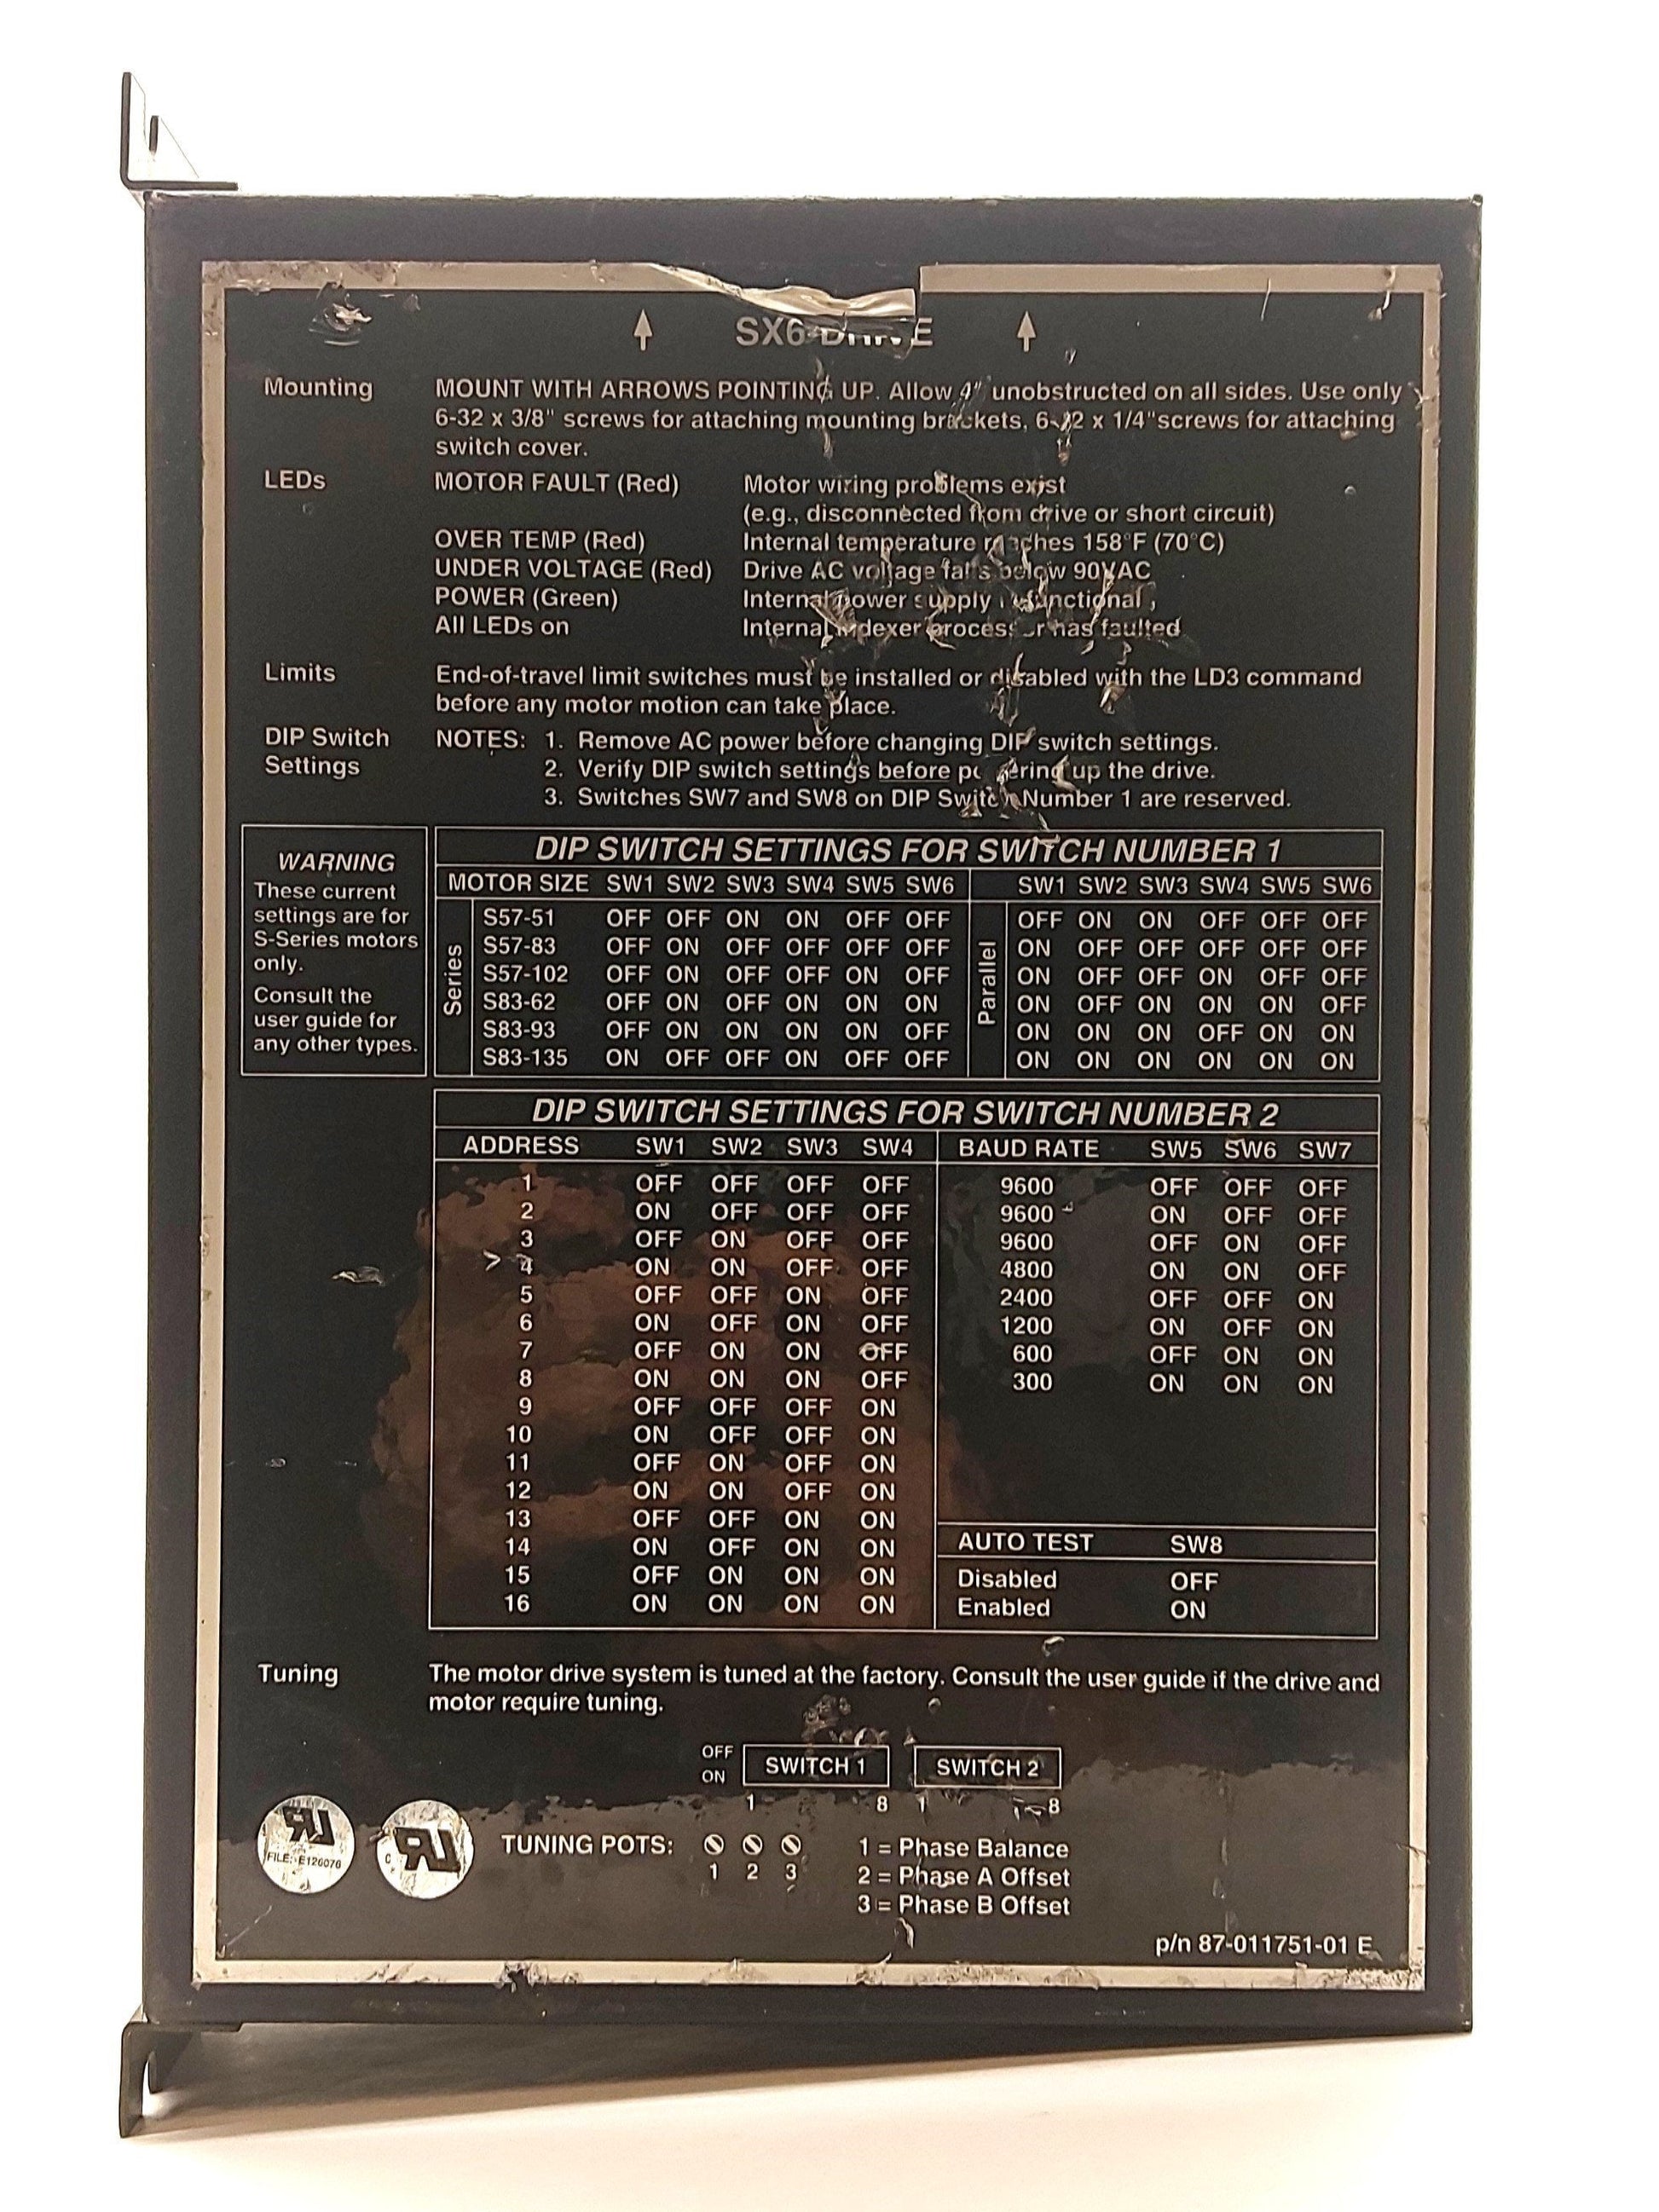 SX6 DRIVE
Mounting MOUNT WITH ARROWS POINTING UP. Allow 4" unobstructed on all sides. Use only
6-32 x 3/8" screws for attaching mounting brackets, 6-32 x 1/4"screws for attaching
switch cover.
LEDs MOTOR FAULT (Red) Motor wiring problems exist
(e.g., disconnected from drive or short circuit)
OVER TEMP (Red) Internal temperature reaches 158°F (70°C)
UNDER VOLTAGE (Red) Drive AC voltage falls below 90VAC
POWER (Green) Internal power supply is functional
All LEDs on Internal indexer processor has faulted
Limits End-of-travel limit switches must be installed or disabled with the LD3 command
before any motor motion can take place.
DIP Switch NOTES: 1. Remove AC power before changing DIP switch settings.
Settings 2. Verify DIP switch settings before powering up the drive.
3. Switches SW7 and SW8 on DIP Switch Number 1 are reserved.
WARNING
These current
settings are for
S-Series motors
only.
Consult the
user guide for
any other types.
DIP SWITCH SETTINGS FOR SWITCH NUMBER 1
MOTOR SIZE SW1 SW2 SW3 SW4 SW5 SW6 SW1 SW2 SW3 SW4 SW5 SW6
Series
Parallel
S57-51 OFF OFF ON ON OFF OFF OFF ON ON OFF OFF OFF
S57-83 OFF ON OFF OFF OFF OFF ON OFF OFF OFF OFF OFF
S57-102 OFF ON OFF OFF ON OFF ON OFF OFF ON OFF OFF
S83-62 OFF ON OFF ON ON ON ON OFF ON ON ON OFF
S83-93 OFF ON ON ON ON OFF ON ON ON OFF ON ON
S83-135 ON OFF OFF ON OFF OFF ON ON ON ON ON ON
DIP SWITCH SETTINGS FOR SWITCH NUMBER 2
ADDRESS SW1 SW2 SW3 SW4 BAUD RATE SW5 SW6 SW7
1 OFF OFF OFF OFF 9600 OFF OFF OFF
2 ON OFF OFF OFF 9600 ON OFF OFF
3 OFF ON OFF OFF 9600 OFF ON OFF
> 4 ON ON OFF OFF 4800 ON ON OFF
5 OFF OFF ON OFF 2400 OFF OFF ON
6 ON OFF ON OFF 1200 ON OFF ON
7 OFF ON ON OFF 600 OFF ON ON
8 ON ON ON OFF 300 ON ON ON
9 OFF OFF OFF ON
10 ON OFF OFF ON
11 OFF ON OFF ON
12 ON ON OFF ON
13 OFF OFF ON ON
14 ON OFF ON ON AUTO TEST SW8
15 OFF ON ON ON Disabled OFF
16 ON ON ON ON Enabled ON
Tuning The motor drive system is tuned at the factory. Consult the user guide if the drive and
motor require tuning.
OFF
ON
SWITCH 1 SWITCH 2
1 8 1 8
FILE: E126076
C
TUNING POTS: 1 = Phase Balance
1 2 3 2 = Phase A Offset
3 = Phase B Offset
p/n 87-011751-01 E